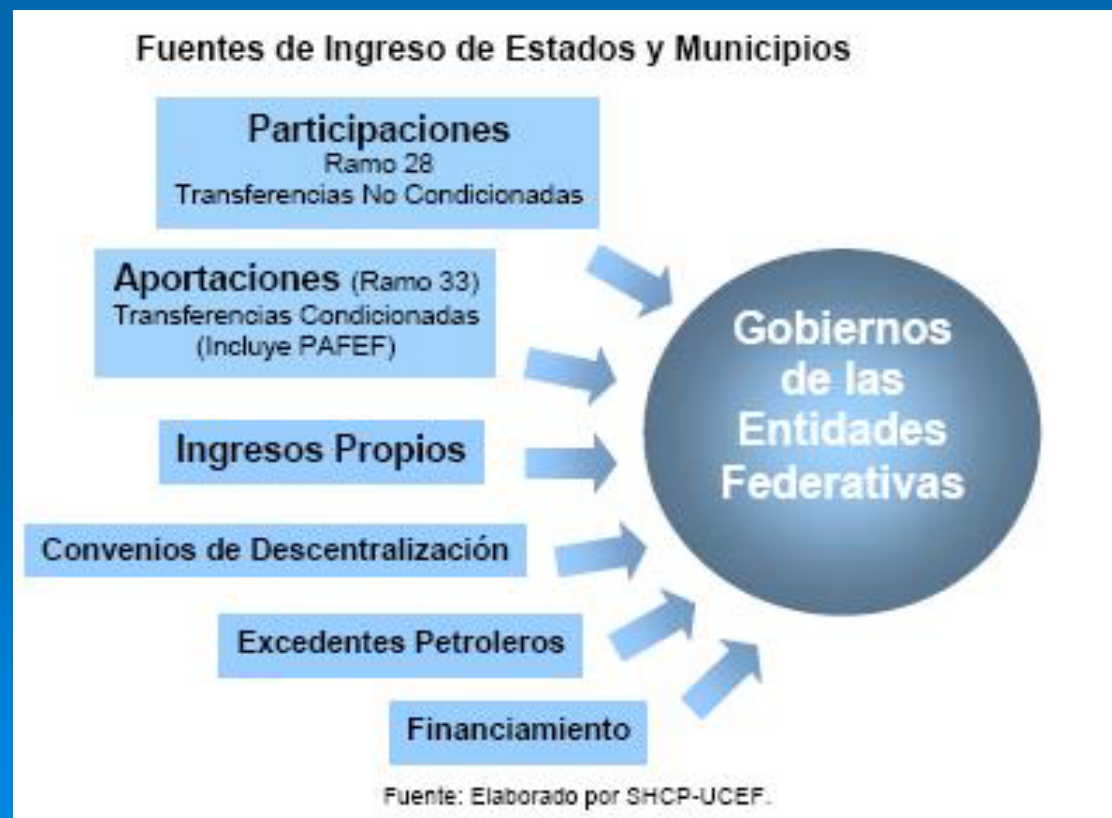 Fuentes de Ingreso de Estados y Municipios
Participaciones
Ramo 28
Transferencias No Condicionadas
Aportaciones (Ramo 33)
Transferencias Condicionadas
(Incluye PAFEF)
Ingresos Propios
Convenios de Descentralización
Excedentes Petroleros
Financiamiento
Gobiernos
de las
Entidades
Federativas
Fuente: Elaborado por SHCP-UCEF.